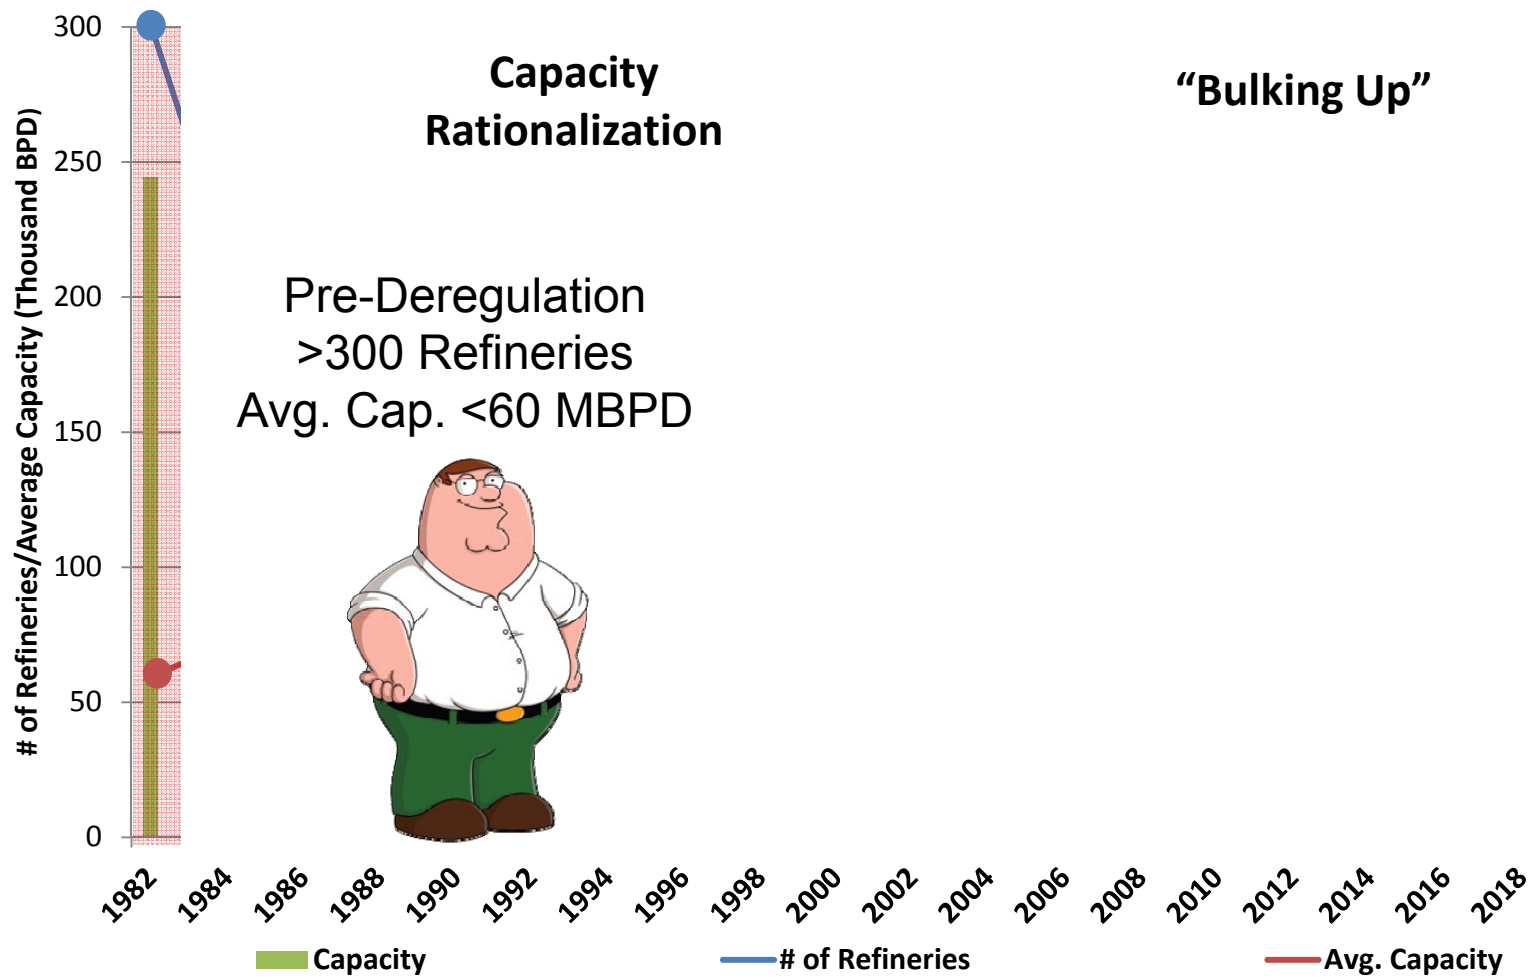 Capacity
Rationalization
“Bulking Up”
# of Refineries/Average Capacity (Thousand BPD)
300
250
200
150
100
50
0
Pre-Deregulation
>300 Refineries
Avg. Cap. <60 MBPD
1982 1984 1986 1988 1990 1992 1994 1996 1998 2000 2002 2004 2006 2008 2010 2012 2014 2016 2018
Capacity # of Refineries Avg. Capacity